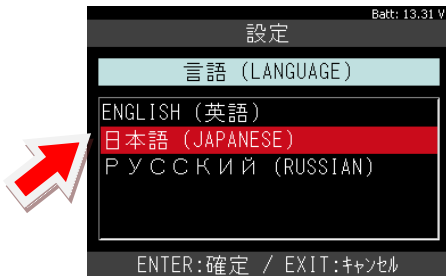 Batt: 13.31 V
設定
言語 (LANGUAGE)
ENGLISH (英語)
日本語 (JAPANESE)
РУССКИЙ (RUSSIAN)
ENTER:確定 / EXIT:ｷｬﾝｾﾙ